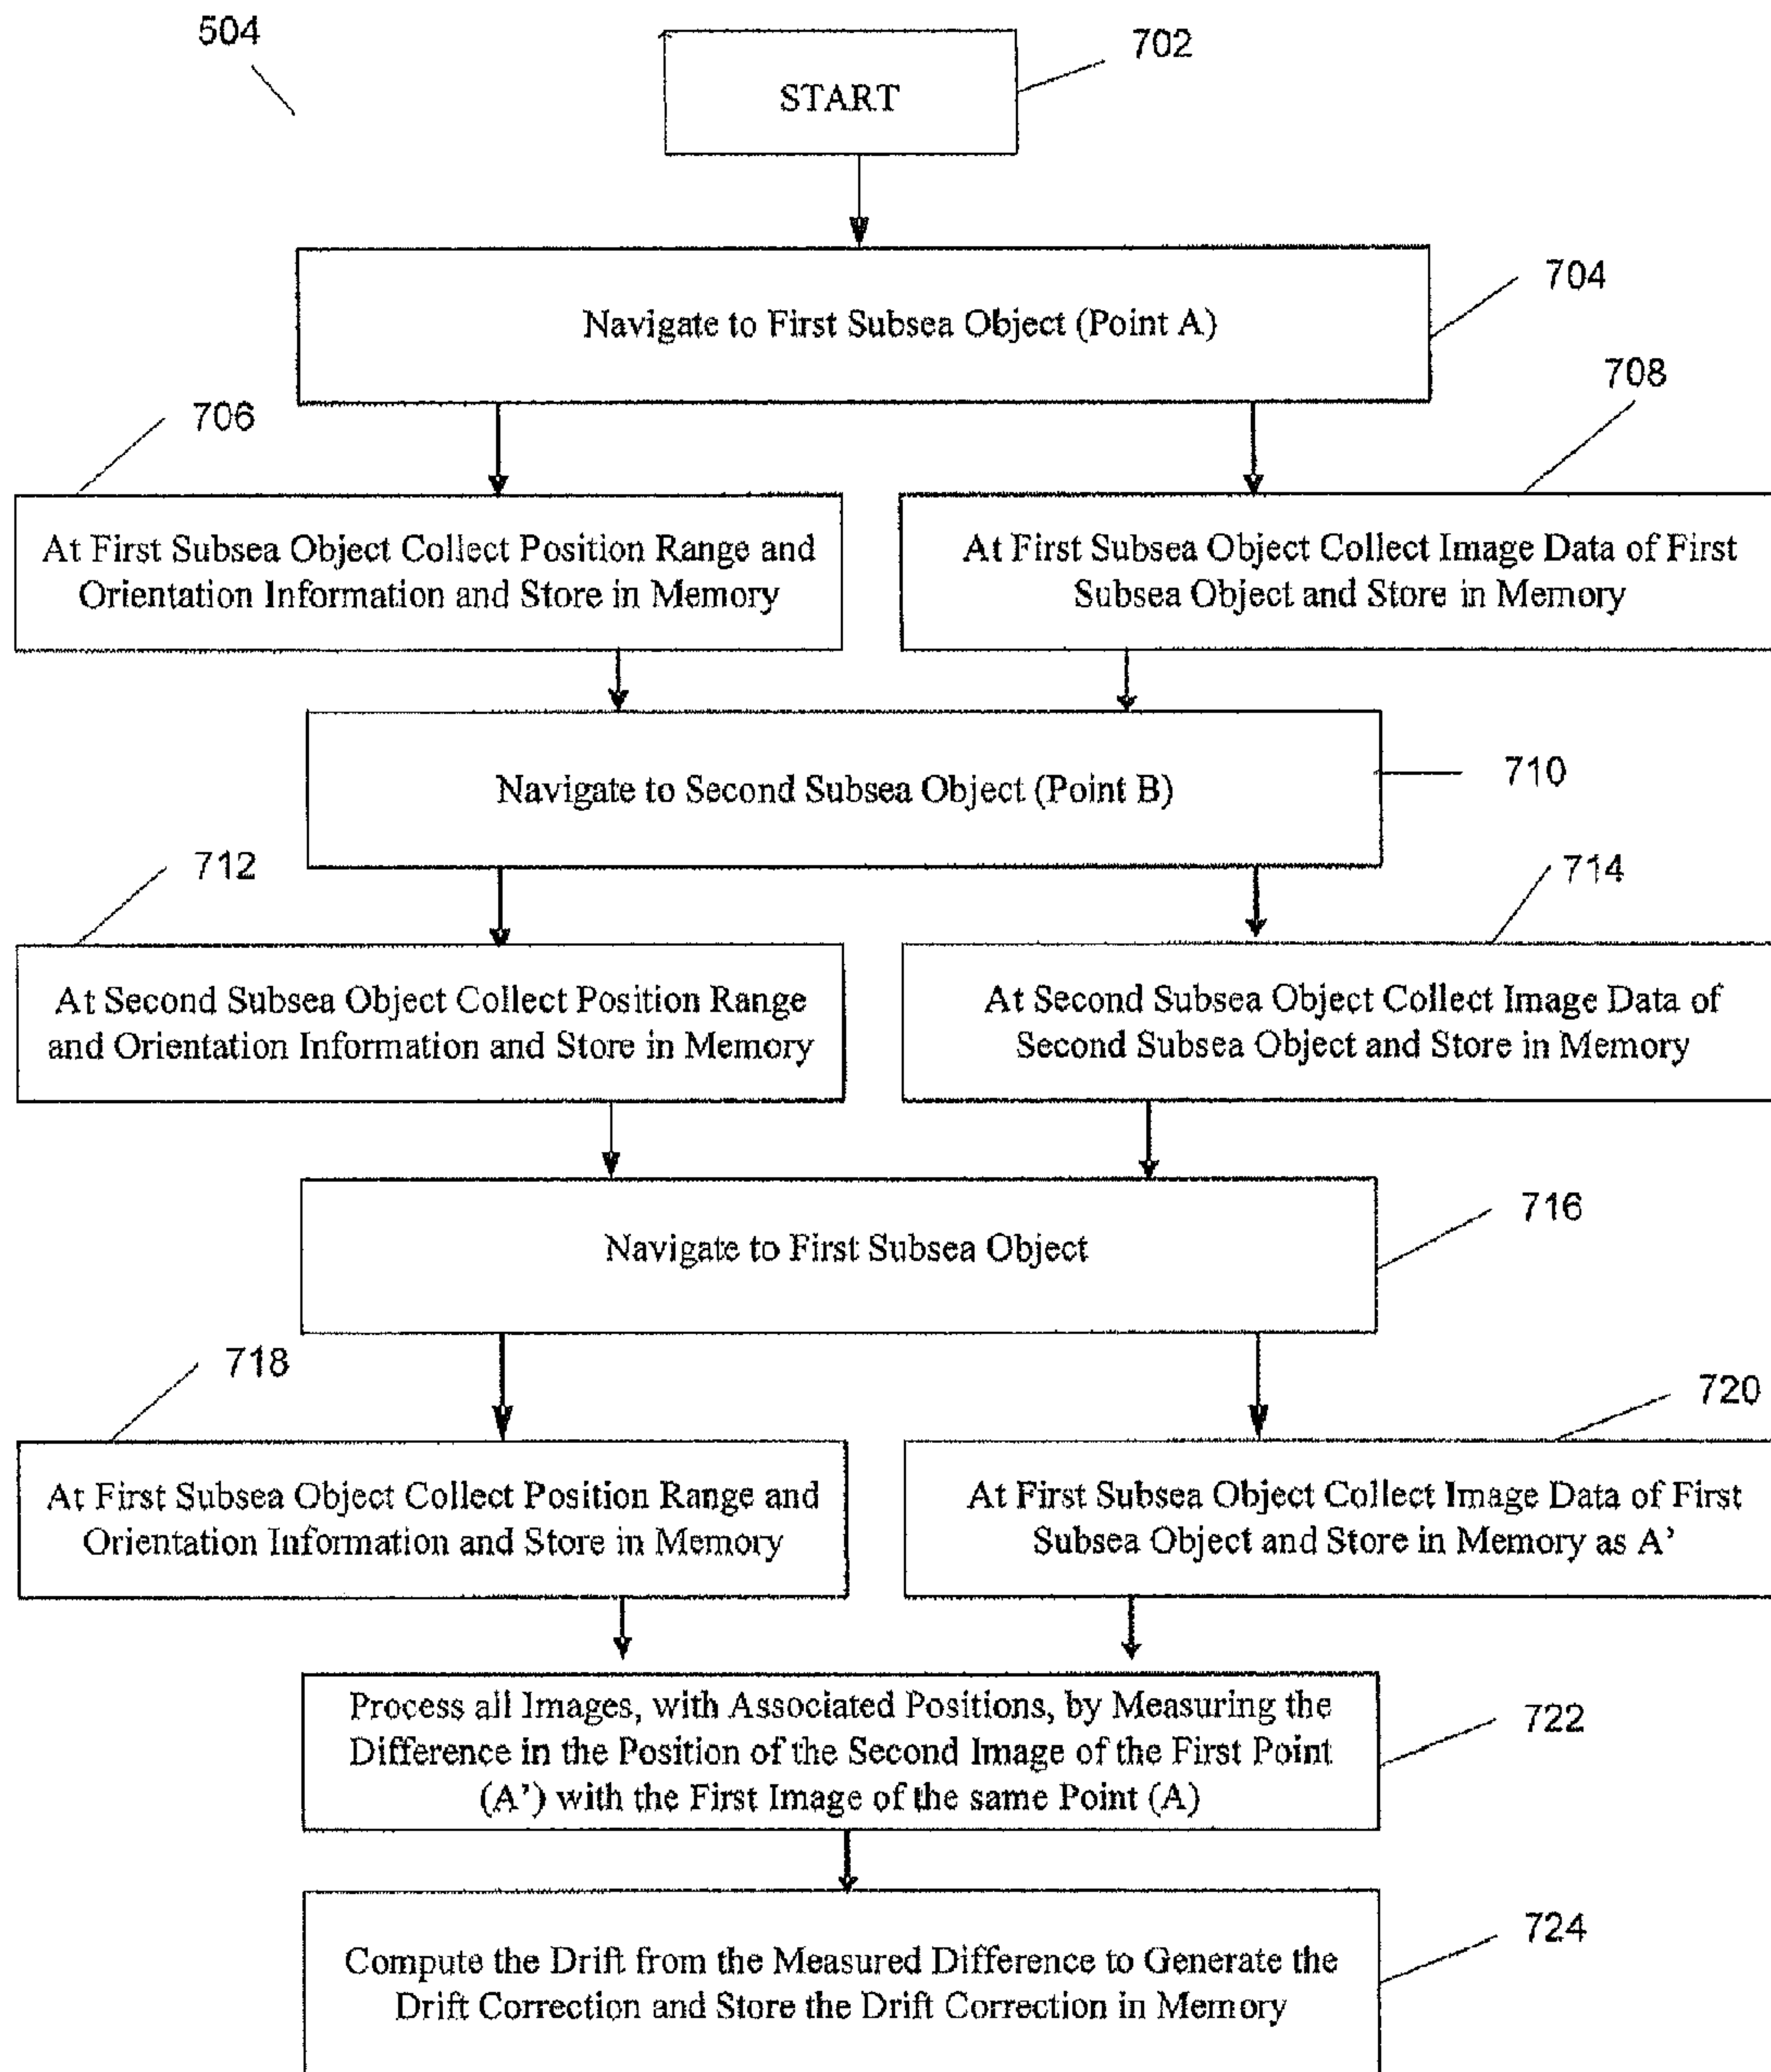 504
START
702
Navigate to First Subsea Object (Point A)
704
706
708
At First Subsea Object Collect Position Range and
Orientation Information and Store in Memory
At First Subsea Object Collect Image Data of First
Subsea Object and Store in Memory
Navigate to Second Subsea Object (Point B)
710
712
714
At Second Subsea Object Collect Position Range
and Orientation Information and Store in Memory
At Second Subsea Object Collect Image Data of
Second Subsea Object and Store in Memory
Navigate to First Subsea Object
716
718
720
At First Subsea Object Collect Position Range and
Orientation Information and Store in Memory
At First Subsea Object Collect Image Data of First
Subsea Object and Store in Memory as A’
Process all Images, with Associated Positions, by Measuring the
Difference in the Position of the Second Image of the First Point
(A’) with the First Image of the same Point (A)
722
Compute the Drift from the Measured Difference to Generate the
Drift Correction and Store the Drift Correction in Memory
724